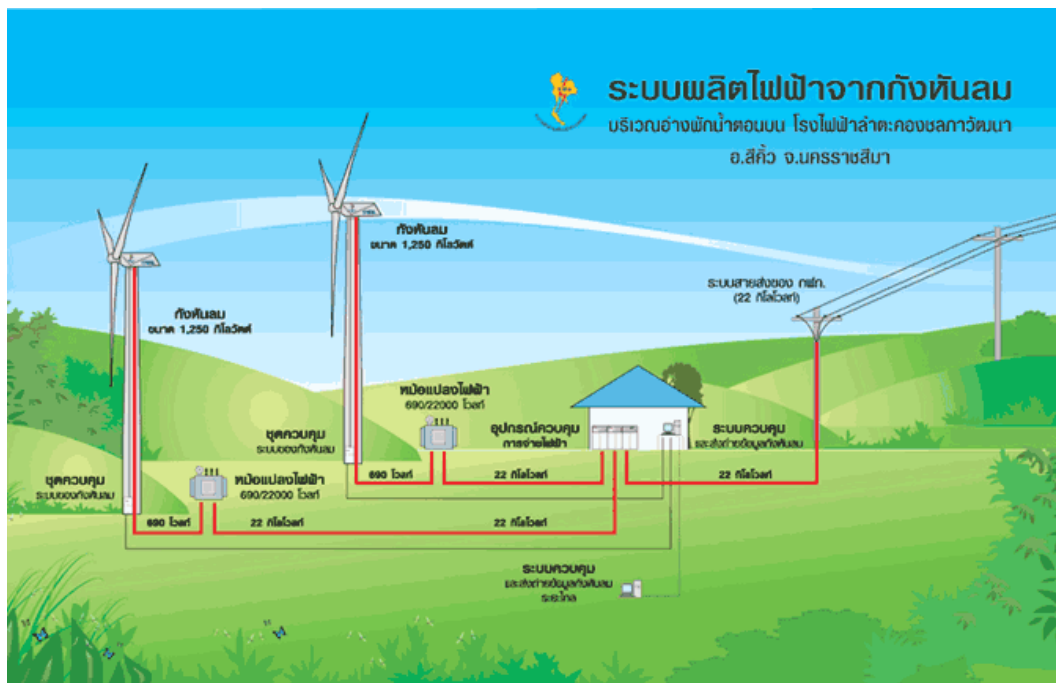 ระบบผลิตไฟฟ้าจากกังหันลม
บริเวณอ่างพักน้ำตอนบน โรงไฟฟ้าลำตะคองชลภาวัฒนา
อ.สีคิ้ว จ.นครราชสีมา
กังหันลม
ขนาด 1,250 กิโลวัตต์
กังหันลม
ขนาด 1,250 กิโลวัตต์
ระบบสายส่งของ กฟภ.
(22 กิโลโวลท์)
หม้อแปลงไฟฟ้า
690/22000 โวลท์
ชุดควบคุม
ระบบของกังหันลม
อุปกรณ์ควบคุม
การจ่ายไฟฟ้า
ระบบควบคุม
และส่งถ่ายข้อมูลกังหันลม
690 โวลท์
22 กิโลโวลท์
22 กิโลโวลท์
ชุดควบคุม
ระบบของกังหันลม
หม้อแปลงไฟฟ้า
690/22000 โวลท์
690 โวลท์
22 กิโลโวลท์
22 กิโลโวลท์
ระบบควบคุม
และส่งถ่ายข้อมูลกังหันลม
ระยะไกล